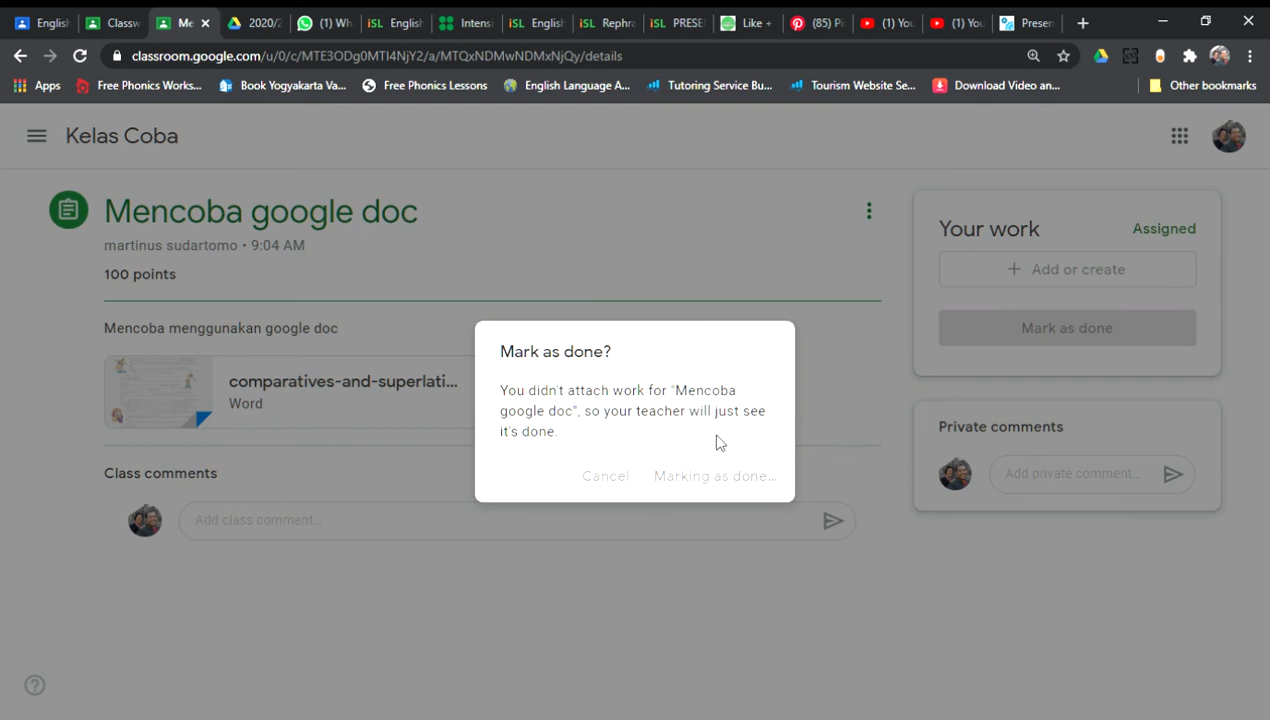 English
Classw
Me
2020/2
(1) Wh
English
Intensi
English
Rephra
PRESE
Like +
(85) Pi
(1) You
(1) You
Presen
classroom.google.com/u/0/c/MTE3ODg0MTI4NjY2/a/MTQxNDMwNDMxNjQy/details
Apps
Free Phonics Works...
Book Yogyakarta Va...
Free Phonics Lessons
English Language A...
Tutoring Service Bu...
Tourism Website Se...
Download Video an...
Other bookmarks
Kelas Coba
Mencoba google doc
martinus sudartomo • 9:04 AM
100 points
Mencoba menggunakan google doc
comparatives-and-superlati...
Word
Class comments
Add class comment...
Your work
Assigned
+ Add or create
Mark as done
Private comments
Add private comment...
Mark as done?
You didn't attach work for "Mencoba
google doc", so your teacher will just see
it's done.
Cancel
Marking as done...